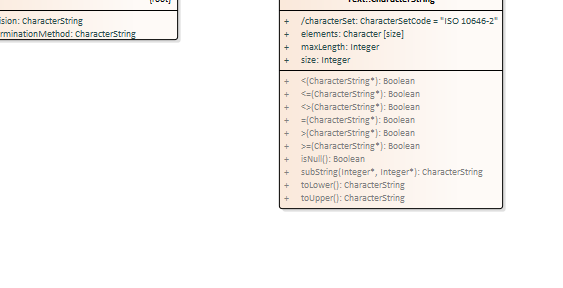 {root}
ision: CharacterString
rminationMethod: CharacterString
Text::CharacterString
+ /characterSet: CharacterSetCode = "ISO 10646-2"
+ elements: Character [size]
+ maxLength: Integer
+ size: Integer
+ <(CharacterString*): Boolean
+ <=(CharacterString*): Boolean
+ <>(CharacterString*): Boolean
+ =(CharacterString*): Boolean
+ >(CharacterString*): Boolean
+ >=(CharacterString*): Boolean
+ isNull(): Boolean
+ subString(Integer*, Integer*): CharacterString
+ toLower(): CharacterString
+ toUpper(): CharacterString